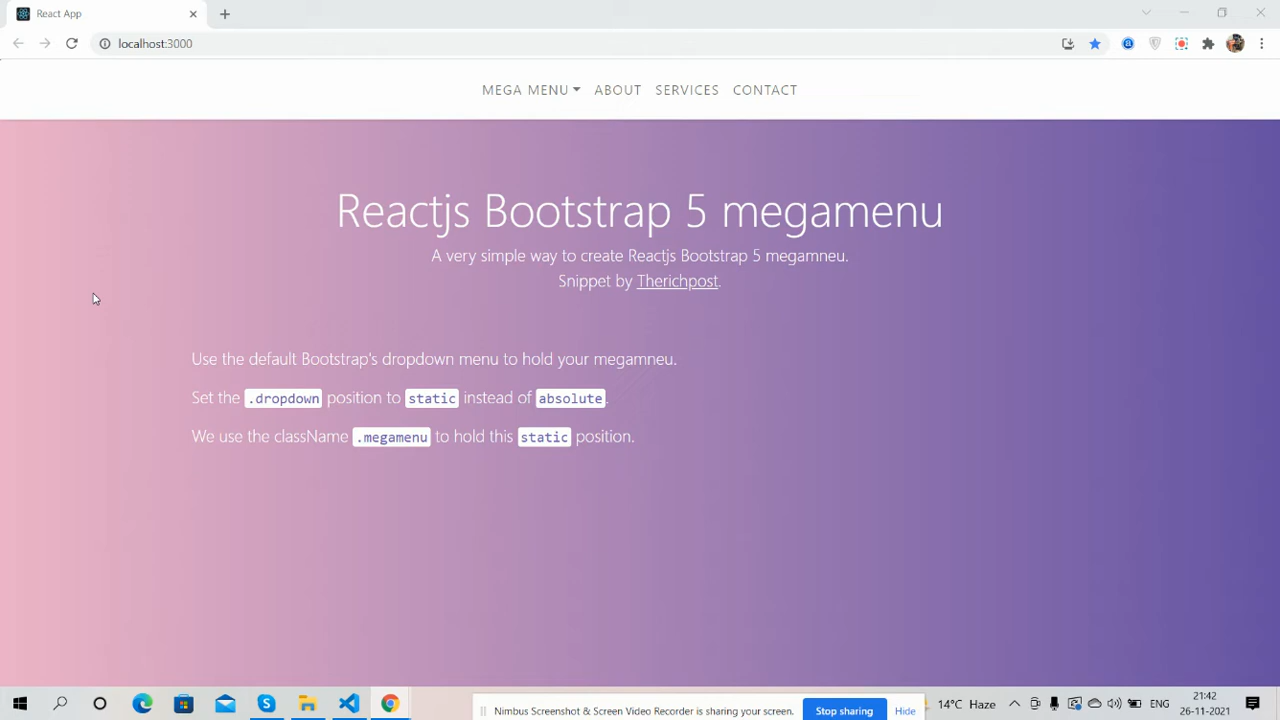 React App
localhost:3000
MEGA MENU ABOUT SERVICES CONTACT
Reactjs Bootstrap 5 megamenu
A very simple way to create Reactjs Bootstrap 5 megamneu.
Snippet by Therichpost.
Use the default Bootstrap's dropdown menu to hold your megamneu.
Set the .dropdown position to static instead of absolute.
We use the className .megamenu to hold this static position.
Nimbus Screenshot & Screen Video Recorder is sharing your screen. Stop sharing Hide
14°C Haze ENG 21:42
26-11-2021